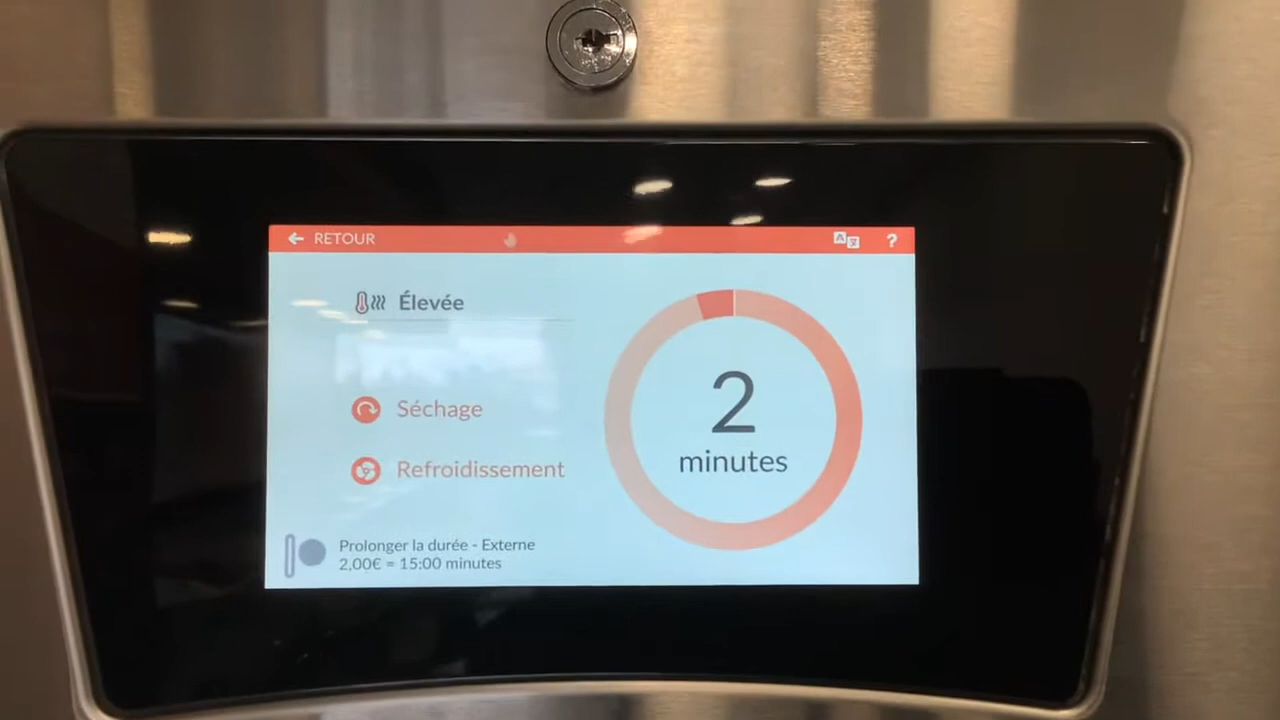 RETOUR
?
Élevée
Séchage
Refroidissement
2
minutes
Prolonger la durée - Externe
2,00€ = 15:00 minutes